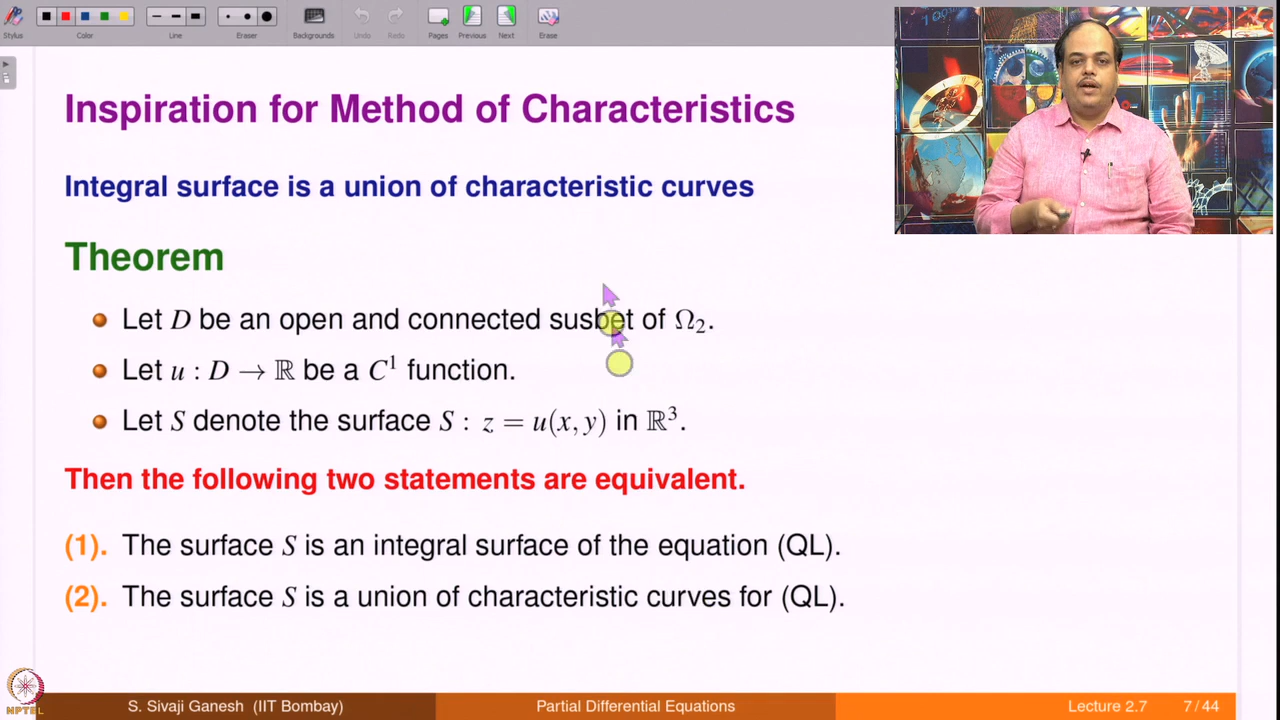 Stylus
Color
Line
Eraser
Backgrounds
Undo
Redo
Pages
Previous
Next
Erase
Inspiration for Method of Characteristics
Integral surface is a union of characteristic curves
Theorem
Let D be an open and connected susbet of Ω₂.
Let u : D → ℝ be a C¹ function.
Let S denote the surface S : z = u(x, y) in ℝ³.
Then the following two statements are equivalent.
(1). The surface S is an integral surface of the equation (QL).
(2). The surface S is a union of characteristic curves for (QL).
NPTEL
S. Sivaji Ganesh (IIT Bombay)
Partial Differential Equations
Lecture 2.7
7 / 44